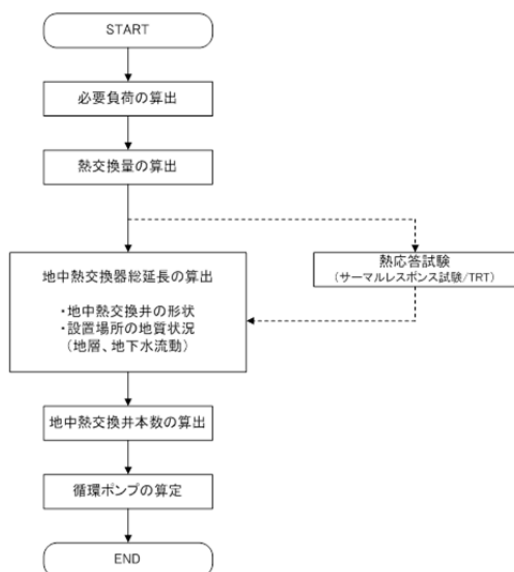 START
必要負荷の算出
熱交換量の算出
地中熱交換器総延長の算出
・地中熱交換井の形状
・設置場所の地質状況
(地層、地下水流動)
熱応答試験
(サーマルレスポンス試験/TRT)
地中熱交換井本数の算出
循環ポンプの算定
END